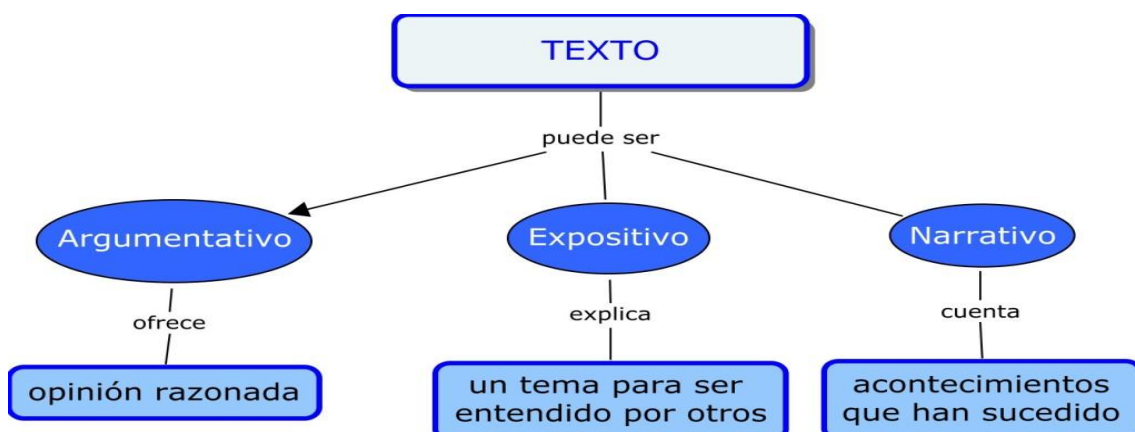 TEXTO
puede ser
Argumentativo
Expositivo
Narrativo
ofrece
explica
cuenta
opinión razonada
un tema para ser
entendido por otros
acontecimientos
que han sucedido